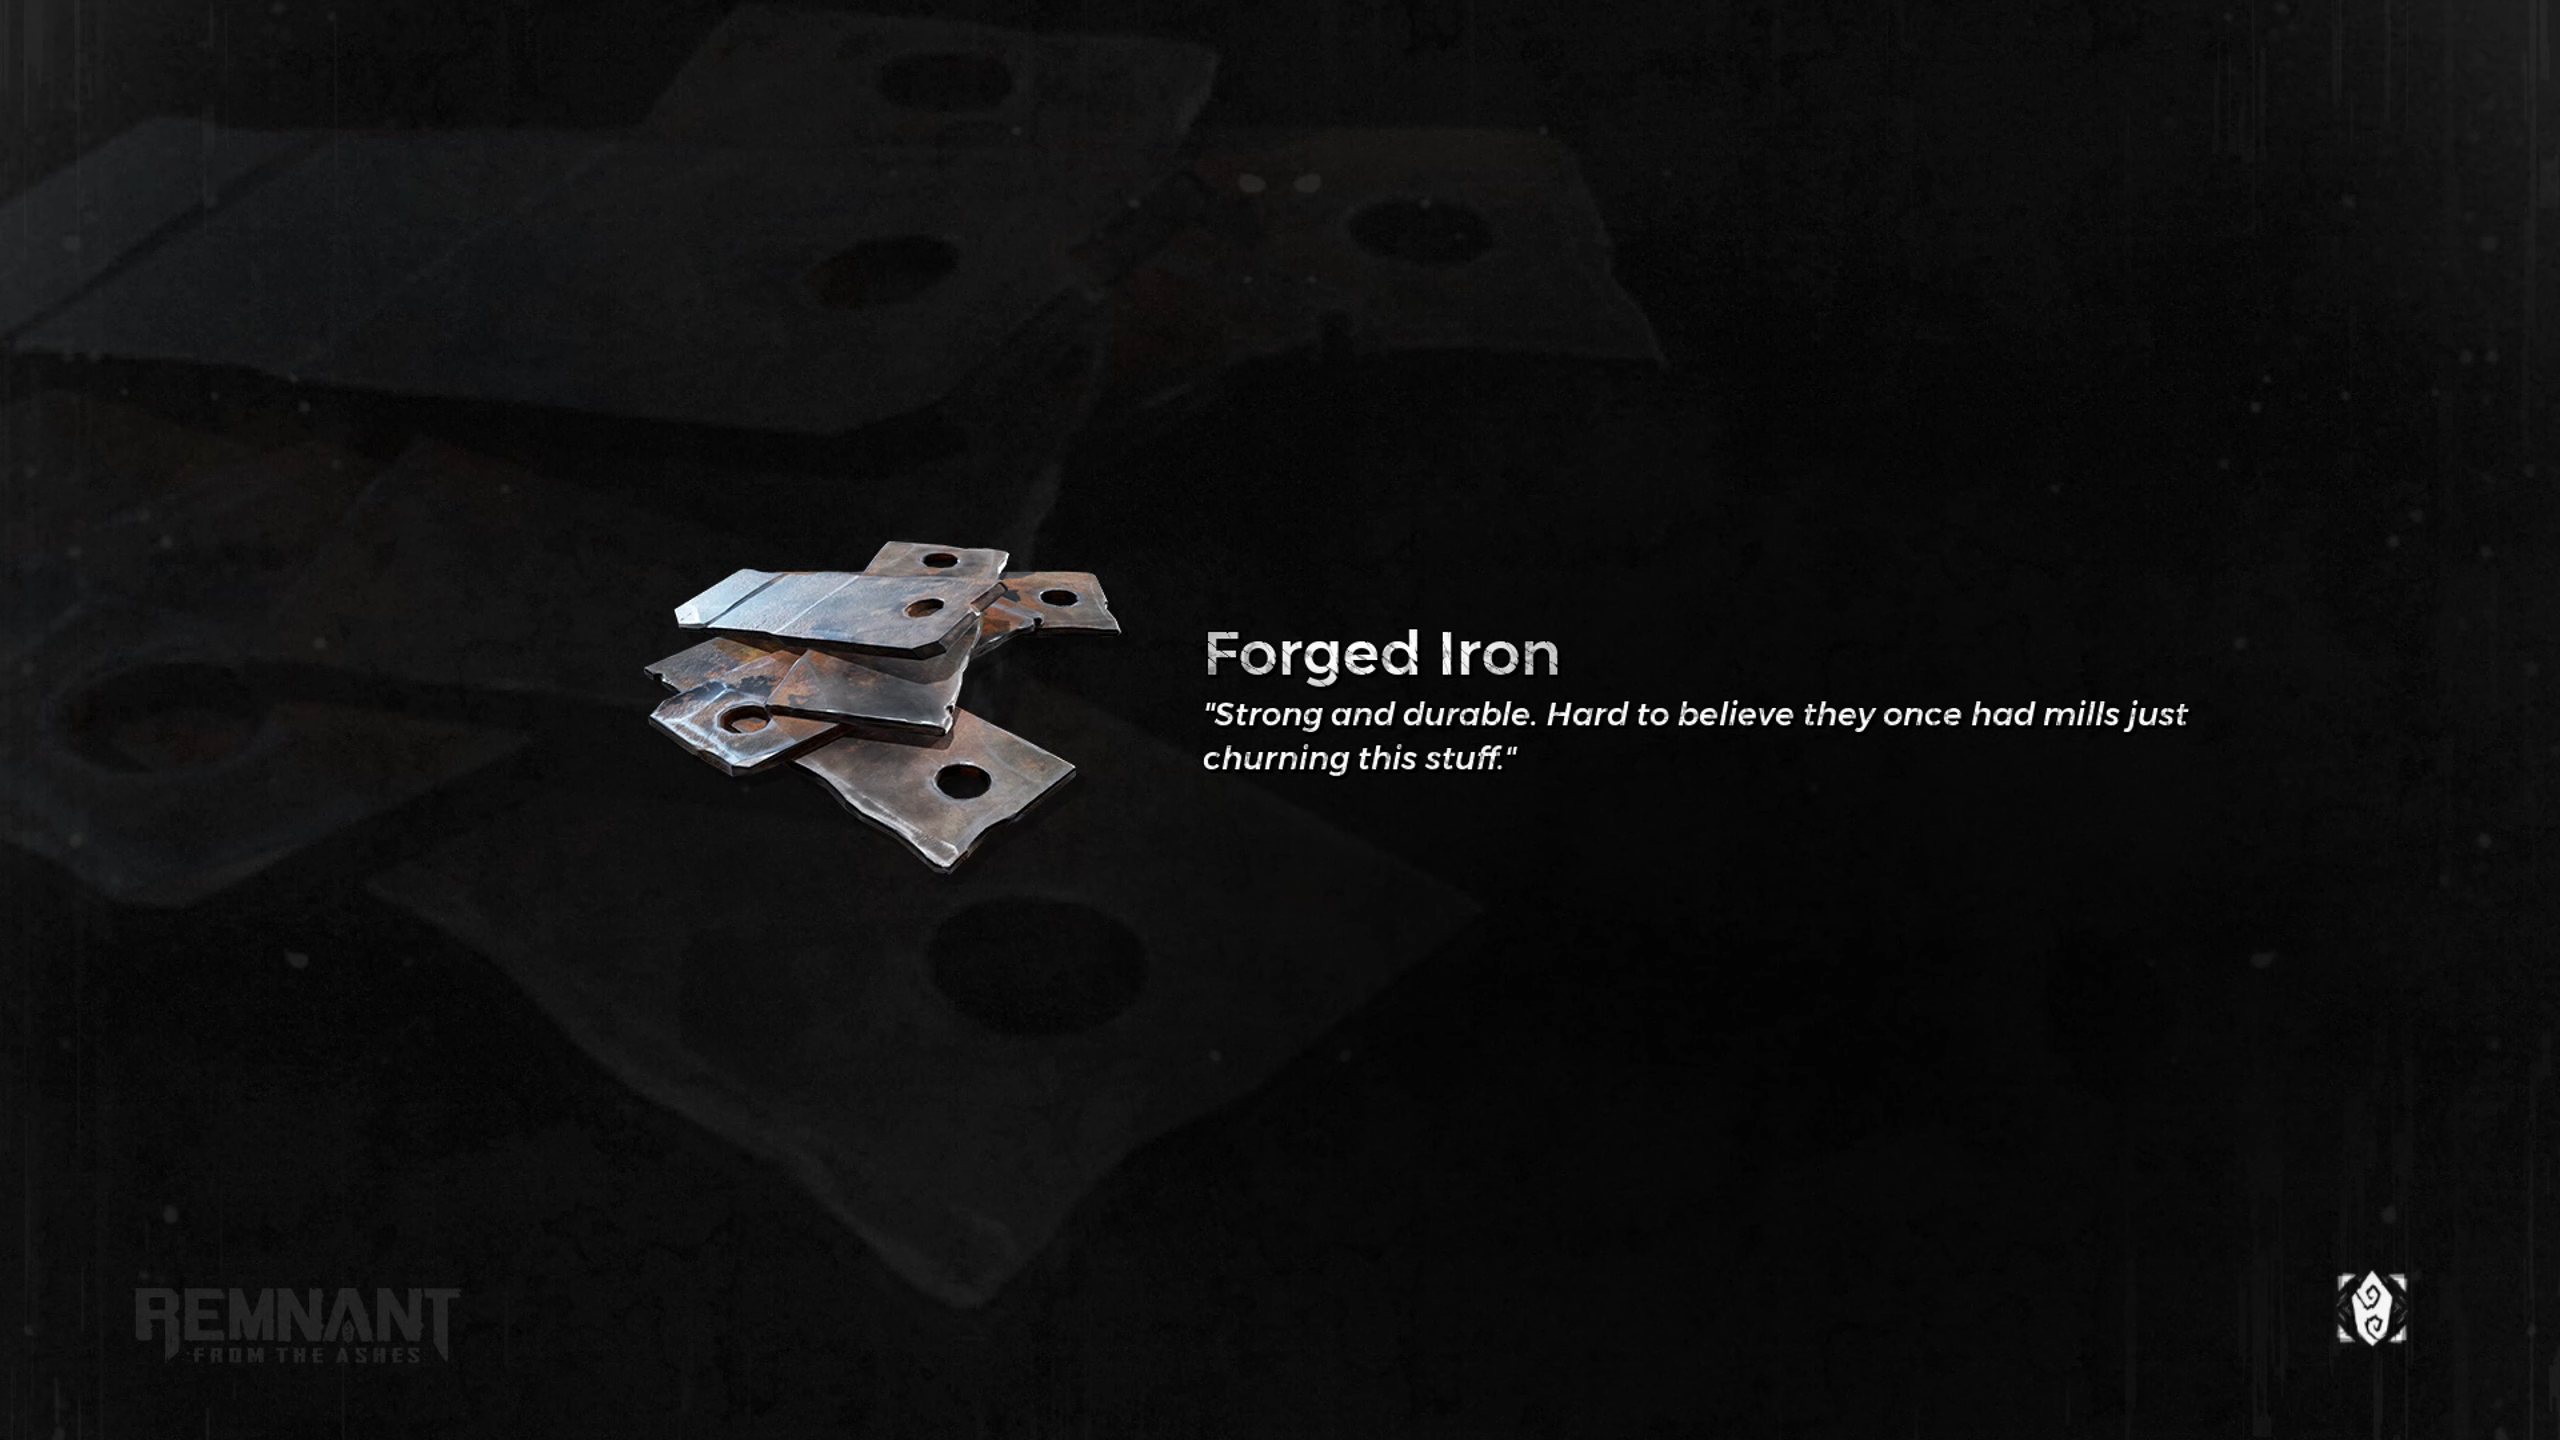 Forged Iron
"Strong and durable. Hard to believe they once had mills just
churning this stuff."
REMNANT
FROM THE ASHES